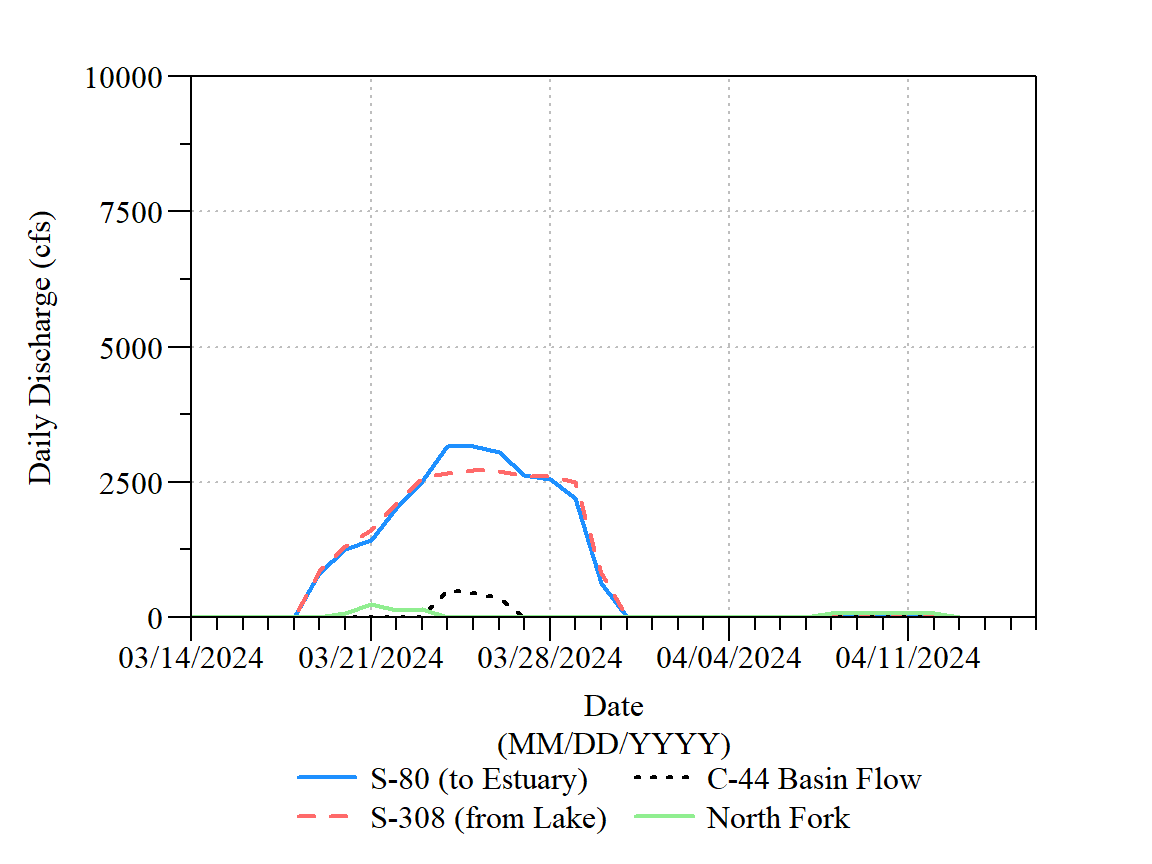 10000
7500
5000
2500
0
Daily Discharge (cfs)
03/14/2024 03/21/2024 03/28/2024 04/04/2024 04/11/2024
Date
(MM/DD/YYYY)
S-80 (to Estuary) C-44 Basin Flow
S-308 (from Lake) North Fork